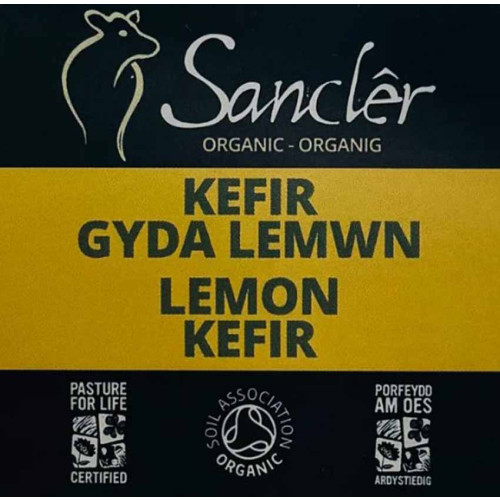 Sanclêr
ORGANIC - ORGANIG
KEFIR
GYDA LEMWN
LEMON
KEFIR
PASTURE
FOR LIFE
CERTIFIED
SOIL ASSOCIATION
ORGANIC
PORFEYDD
AM OES
ARDYSTIEDIG